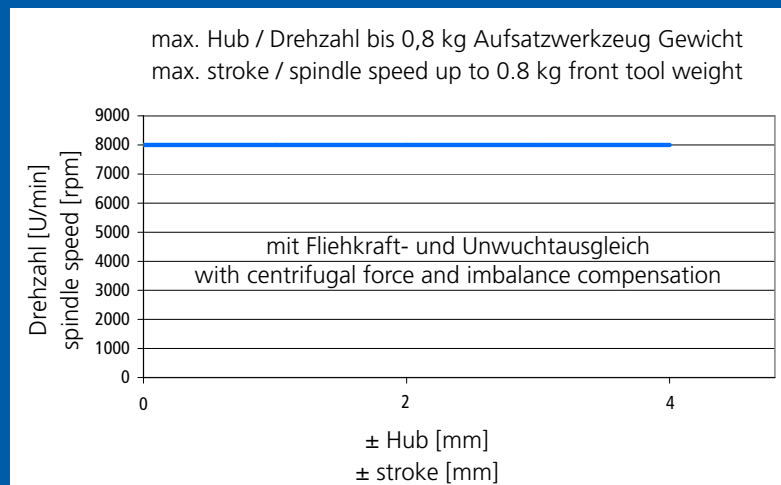 max. Hub / Drehzahl bis 0,8 kg Aufsatzwerkzeug Gewicht
max. stroke / spindle speed up to 0.8 kg front tool weight
Drehzahl [U/min]
spindle speed [rpm]
9000
8000
7000
6000
5000
4000
3000
2000
1000
0
mit Fliehkraft- und Unwuchtausgleich
with centrifugal force and imbalance compensation
0 2 4
± Hub [mm]
± stroke [mm]